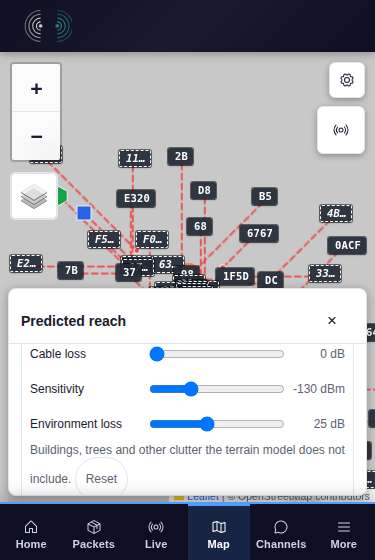 +
−
11…
2B
D8
B5
E320
4B…
68
6767
F5…
F0…
0ACF
E2…
7B
37
63…
98
1F5D
DC
33…
Predicted reach
×
Cable loss 0 dB
Sensitivity -130 dBm
Environment loss 25 dB
Buildings, trees and other clutter the terrain model does not
include. Reset
Leaflet | © OpenStreetMap contributors
Home Packets Live Map Channels More